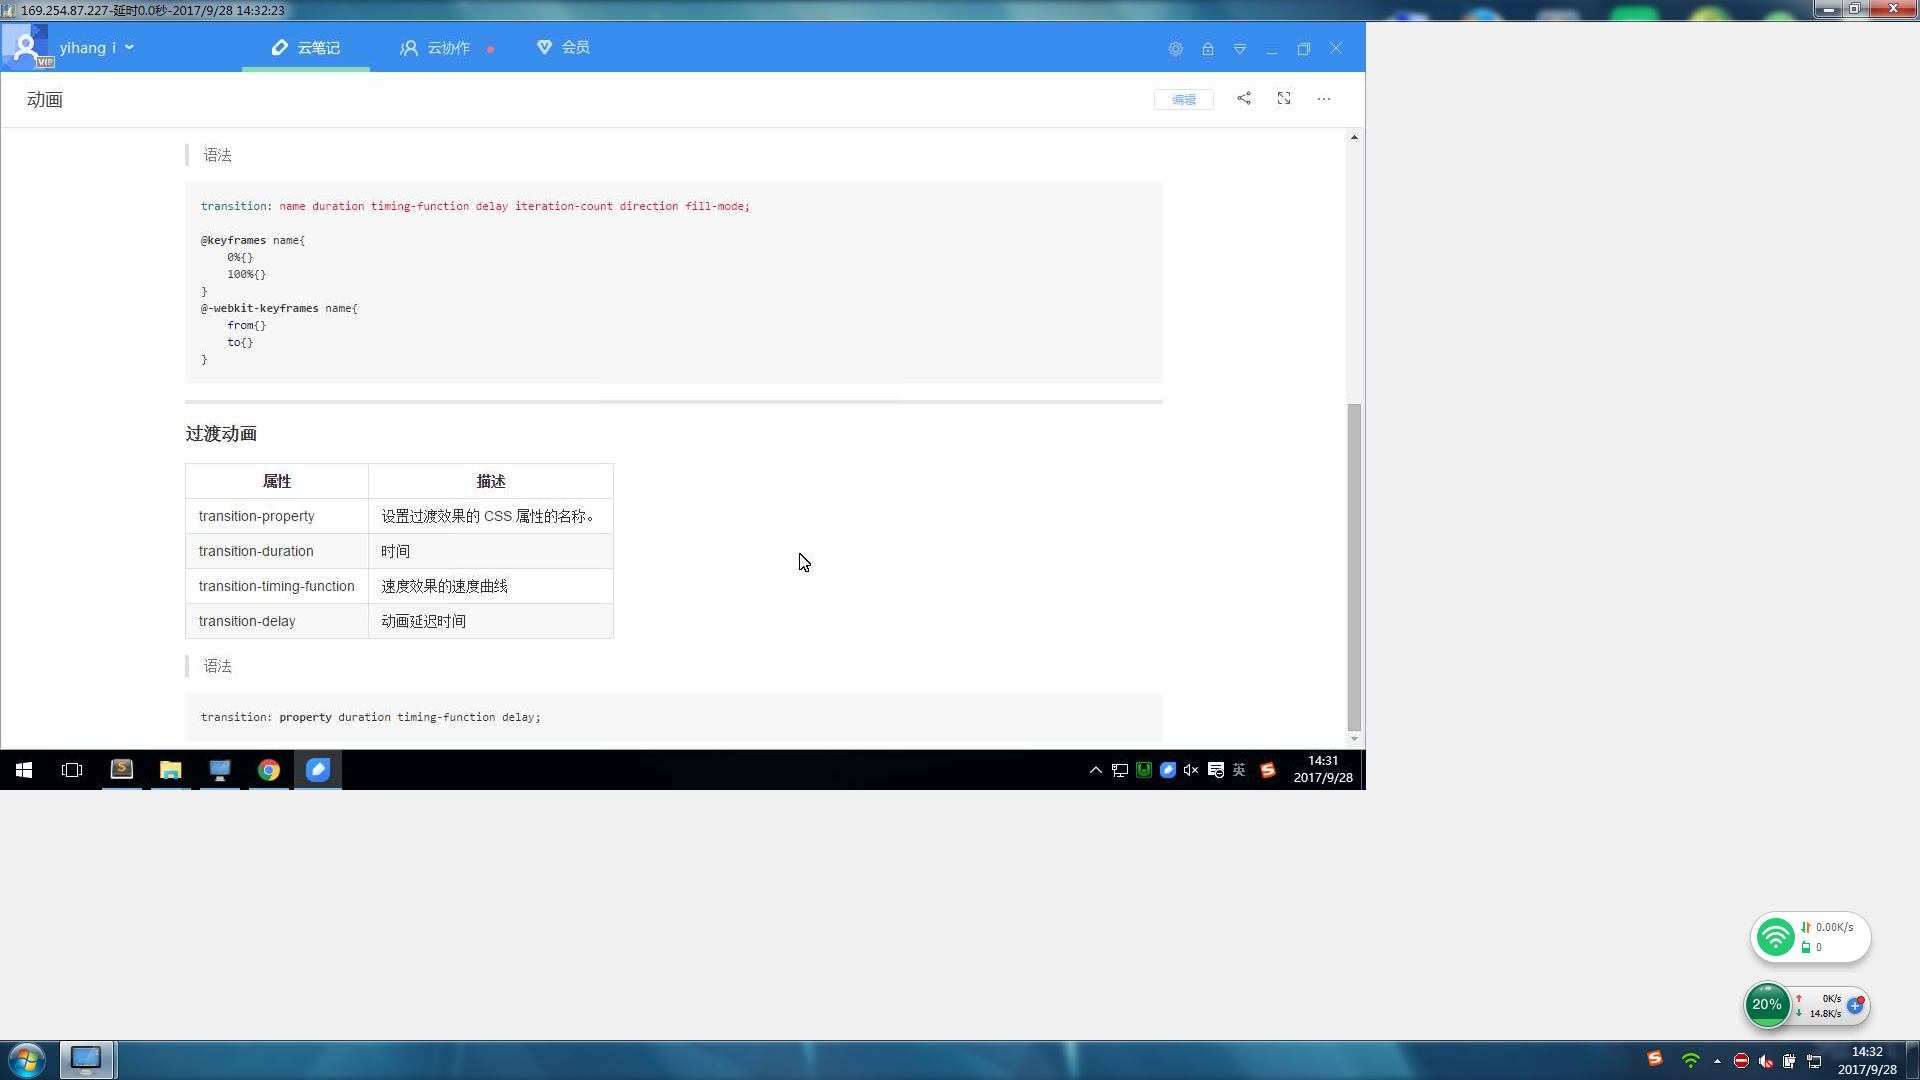 169.254.87.227-延时0.0秒-2017/9/28 14:32:23
yihang i
VIP
云笔记
云协作
会员
动画
编辑
语法
transition: name duration timing-function delay iteration-count direction fill-mode;
@keyframes name{
0%{}
100%{}
}
@-webkit-keyframes name{
from{}
to{}
}
过渡动画
属性 描述
transition-property 设置过渡效果的 CSS 属性的名称。
transition-duration 时间
transition-timing-function 速度效果的速度曲线
transition-delay 动画延迟时间
语法
transition: property duration timing-function delay;
英
14:31
2017/9/28
0.00K/s
0
20%
0K/s
14.8K/s
14:32
2017/9/28